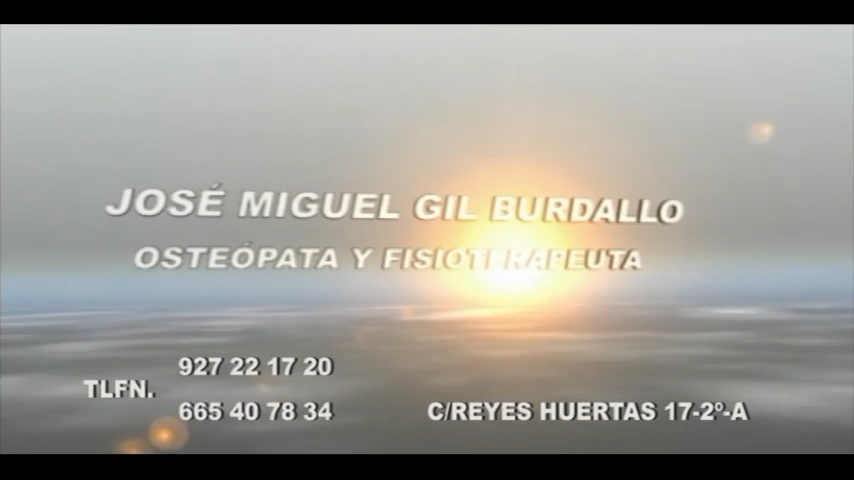 JOSÉ MIGUEL GIL BURDALLO
OSTEÓPATA Y FISIOTERAPEUTA
927 22 17 20
TLFN.
665 40 78 34
C/REYES HUERTAS 17-2º-A